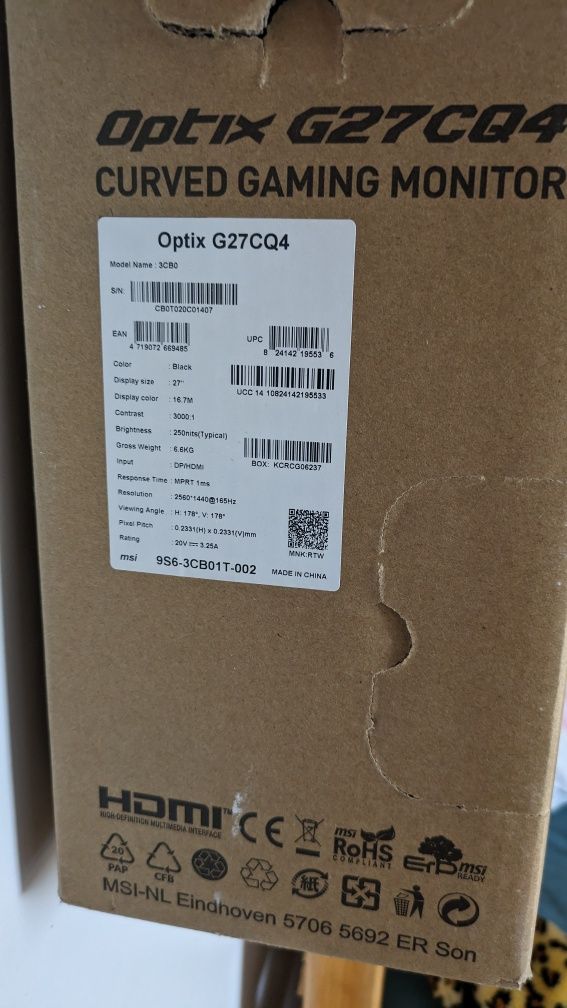 Optix G27CQ4
CURVED GAMING MONITOR
Optix G27CQ4
Model Name : 3CB0
S/N:
CB0T020C01407
EAN
4 719072 669485
UPC
8 24142 19553 6
UCC 14 10824142195533
Color : Black
Display size : 27"
Display color : 16.7M
Contrast : 3000:1
Brightness : 250nits(Typical)
Gross Weight : 6.6KG
BOX: KCRCG06237
Input : DP/HDMI
Response Time : MPRT 1ms
Resolution : 2560*1440@165Hz
Viewing Angle : H: 178°, V: 178°
Pixel Pitch : 0.2331(H) x 0.2331(V)mm
Rating : 20V ⎓ 3.25A
MNK:RTW
msi 9S6-3CB01T-002 MADE IN CHINA
HDMI™
HIGH-DEFINITION MULTIMEDIA INTERFACE
CE
msi
RoHS
COMPLIANT
ErP msi
READY
20
PAP
CFB
紙
MSI-NL Eindhoven 5706 5692 ER Son